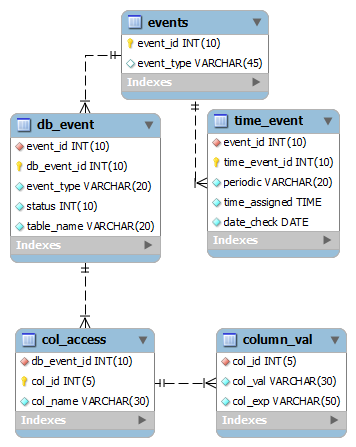 events
event_id INT(10)
event_type VARCHAR(45)
Indexes
db_event
event_id INT(10)
db_event_id INT(10)
event_type VARCHAR(20)
status INT(10)
table_name VARCHAR(20)
Indexes
time_event
event_id INT(10)
time_event_id INT(10)
periodic VARCHAR(20)
time_assigned TIME
date_check DATE
Indexes
col_access
db_event_id INT(10)
col_id INT(5)
col_name VARCHAR(30)
Indexes
column_val
col_id INT(5)
col_val VARCHAR(30)
col_exp VARCHAR(50)
Indexes